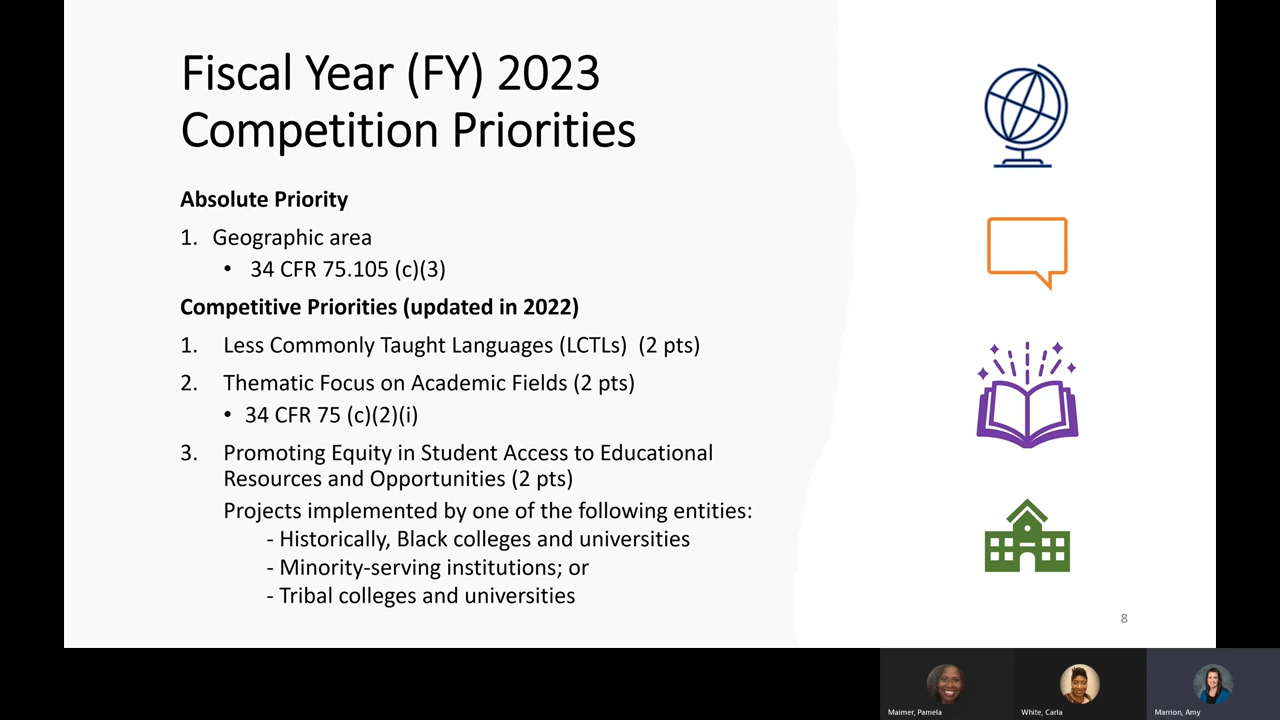 Fiscal Year (FY) 2023
Competition Priorities
Absolute Priority
1. Geographic area
• 34 CFR 75.105 (c)(3)
Competitive Priorities (updated in 2022)
1. Less Commonly Taught Languages (LCTLs) (2 pts)
2. Thematic Focus on Academic Fields (2 pts)
• 34 CFR 75 (c)(2)(i)
3. Promoting Equity in Student Access to Educational
Resources and Opportunities (2 pts)
Projects implemented by one of the following entities:
- Historically, Black colleges and universities
- Minority-serving institutions; or
- Tribal colleges and universities
8
Maimer, Pamela
White, Carla
Marrion, Amy